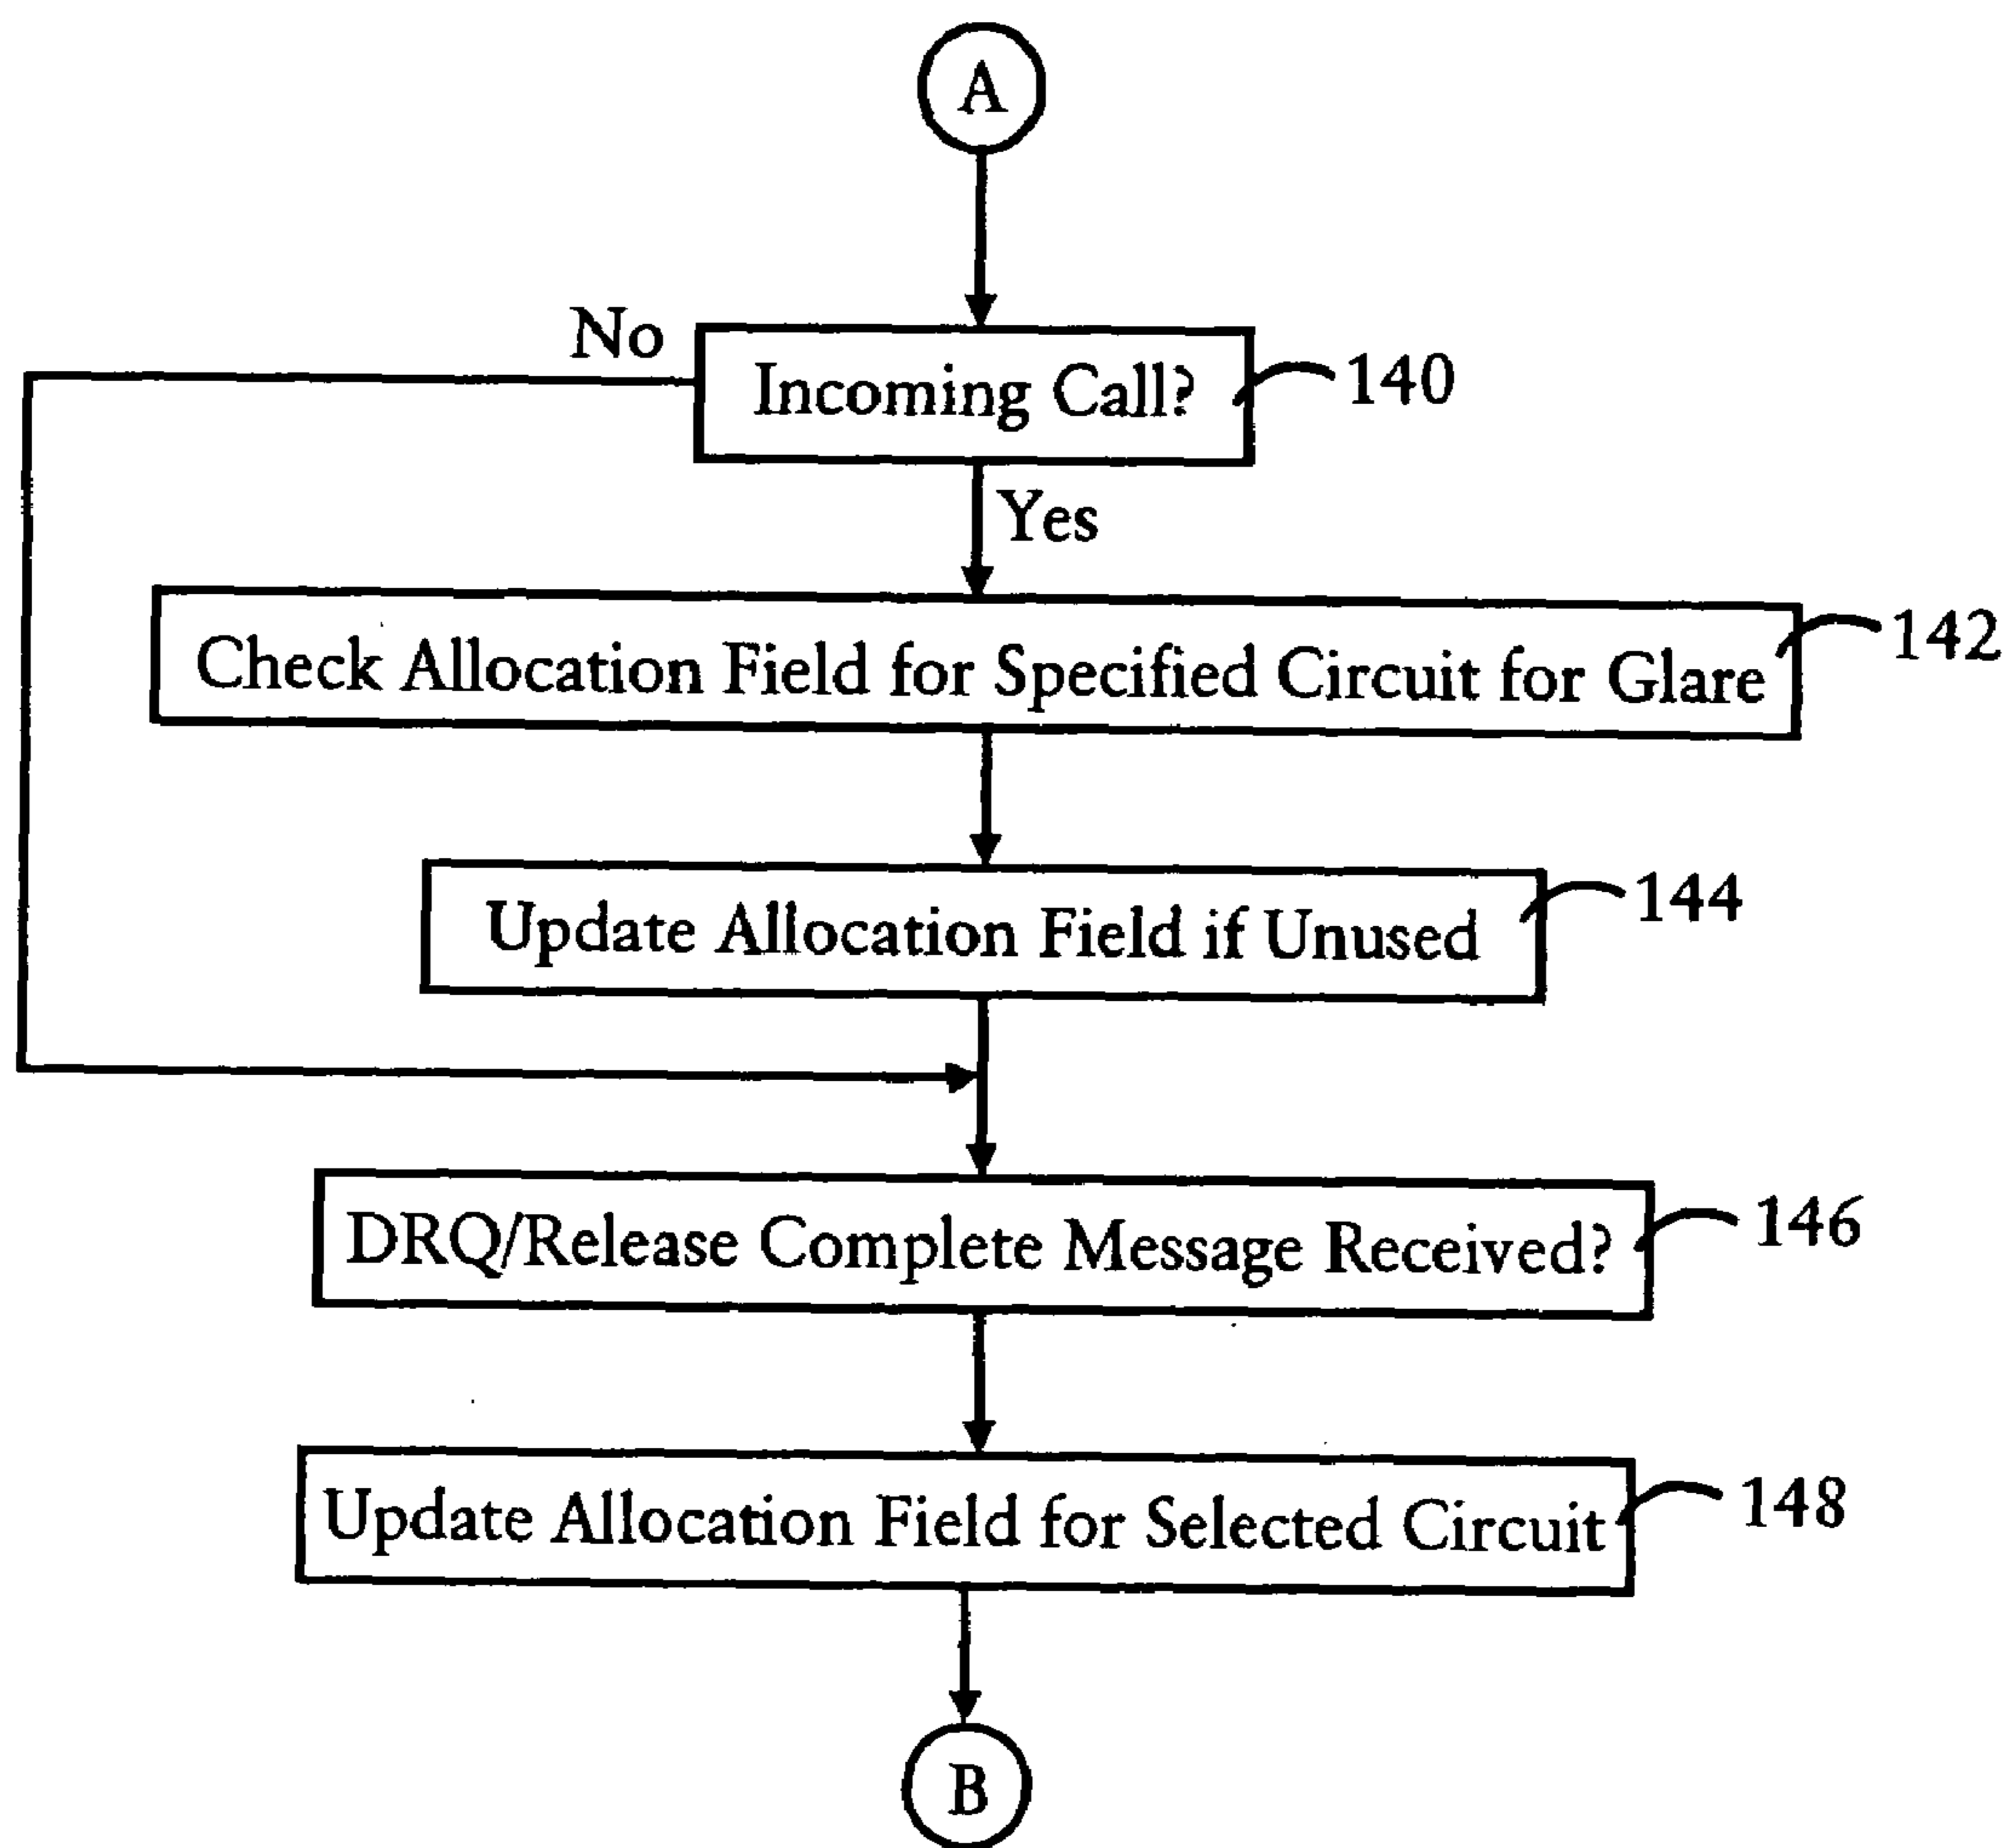 A
No
Incoming Call?
140
Yes
Check Allocation Field for Specified Circuit for Glare
142
Update Allocation Field if Unused
144
DRQ/Release Complete Message Received?
146
Update Allocation Field for Selected Circuit
148
B